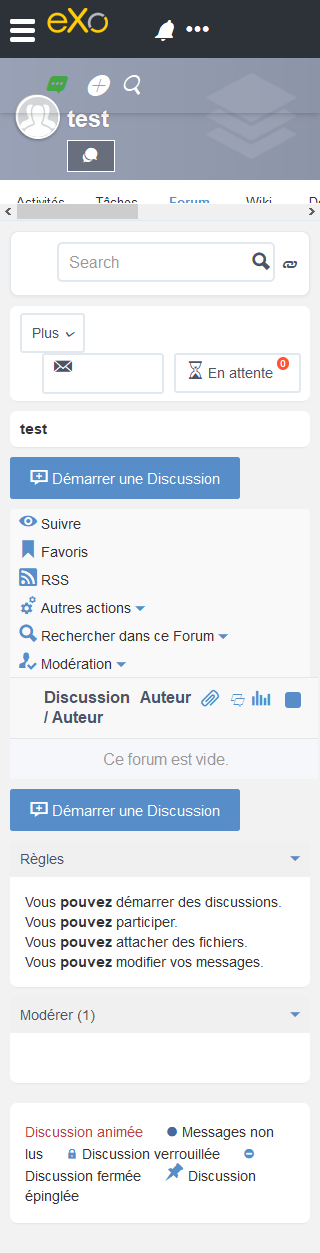 eXo
test
Activités Tâches Forum Wiki
Search
Plus
En attente 0
test
Démarrer une Discussion
Suivre
Favoris
RSS
Autres actions
Rechercher dans ce Forum
Modération
Discussion Auteur
/ Auteur
Ce forum est vide.
Démarrer une Discussion
Règles
Vous pouvez démarrer des discussions.
Vous pouvez participer.
Vous pouvez attacher des fichiers.
Vous pouvez modifier vos messages.
Modérer (1)
Discussion animée Messages non
lus Discussion verrouillée
Discussion fermée Discussion
épinglée